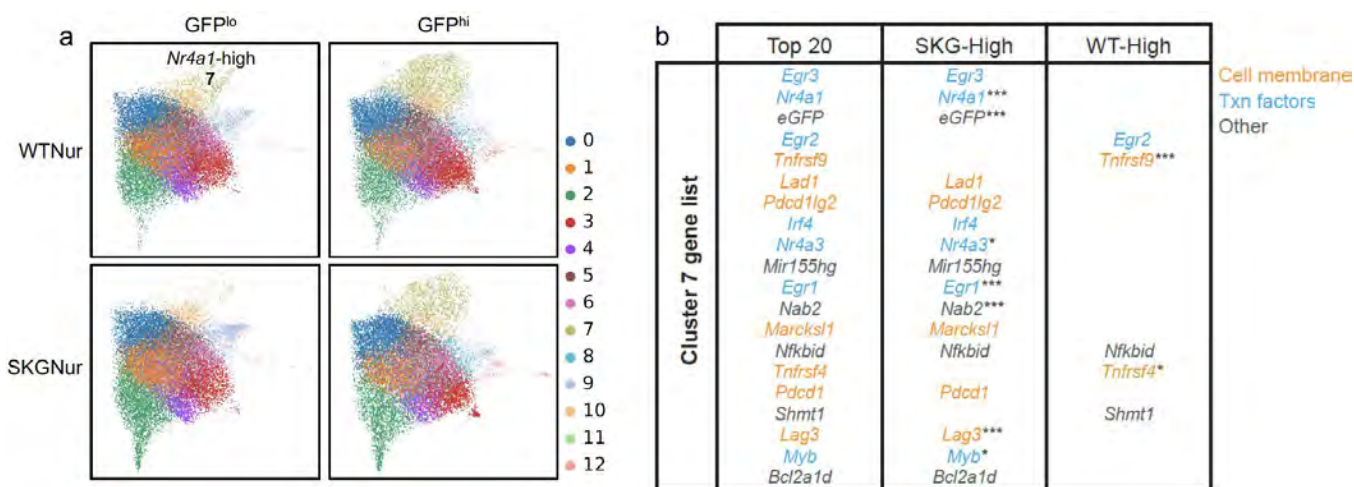 a
GFPlo
GFPhi
Nr4a1-high
7
WTNur
SKGNur
0
1
2
3
4
5
6
7
8
9
10
11
12
b
Top 20 SKG-High WT-High
Cluster 7 gene list
Egr3 Egr3
Nr4a1 Nr4a1***
eGFP eGFP***
Egr2 Egr2
Tnfrsf9 Tnfrsf9***
Lad1 Lad1
Pdcd1lg2 Pdcd1lg2
Irf4 Irf4
Nr4a3 Nr4a3*
Mir155hg Mir155hg
Egr1 Egr1***
Nab2 Nab2***
Marcksl1 Marcksl1
Nfkbid Nfkbid Nfkbid
Tnfrsf4 Tnfrsf4*
Pdcd1 Pdcd1
Shmt1 Shmt1
Lag3 Lag3***
Myb Myb*
Bcl2a1d Bcl2a1d
Cell membrane
Txn factors
Other